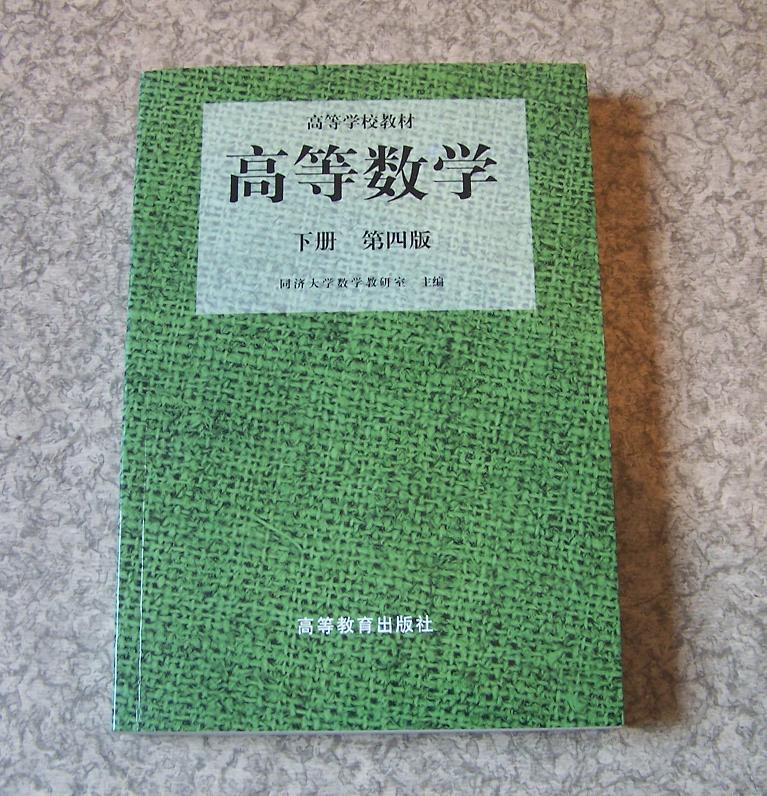 高等学校教材
高等数学
下册 第四版
同济大学数学教研室 主编
高等教育出版社